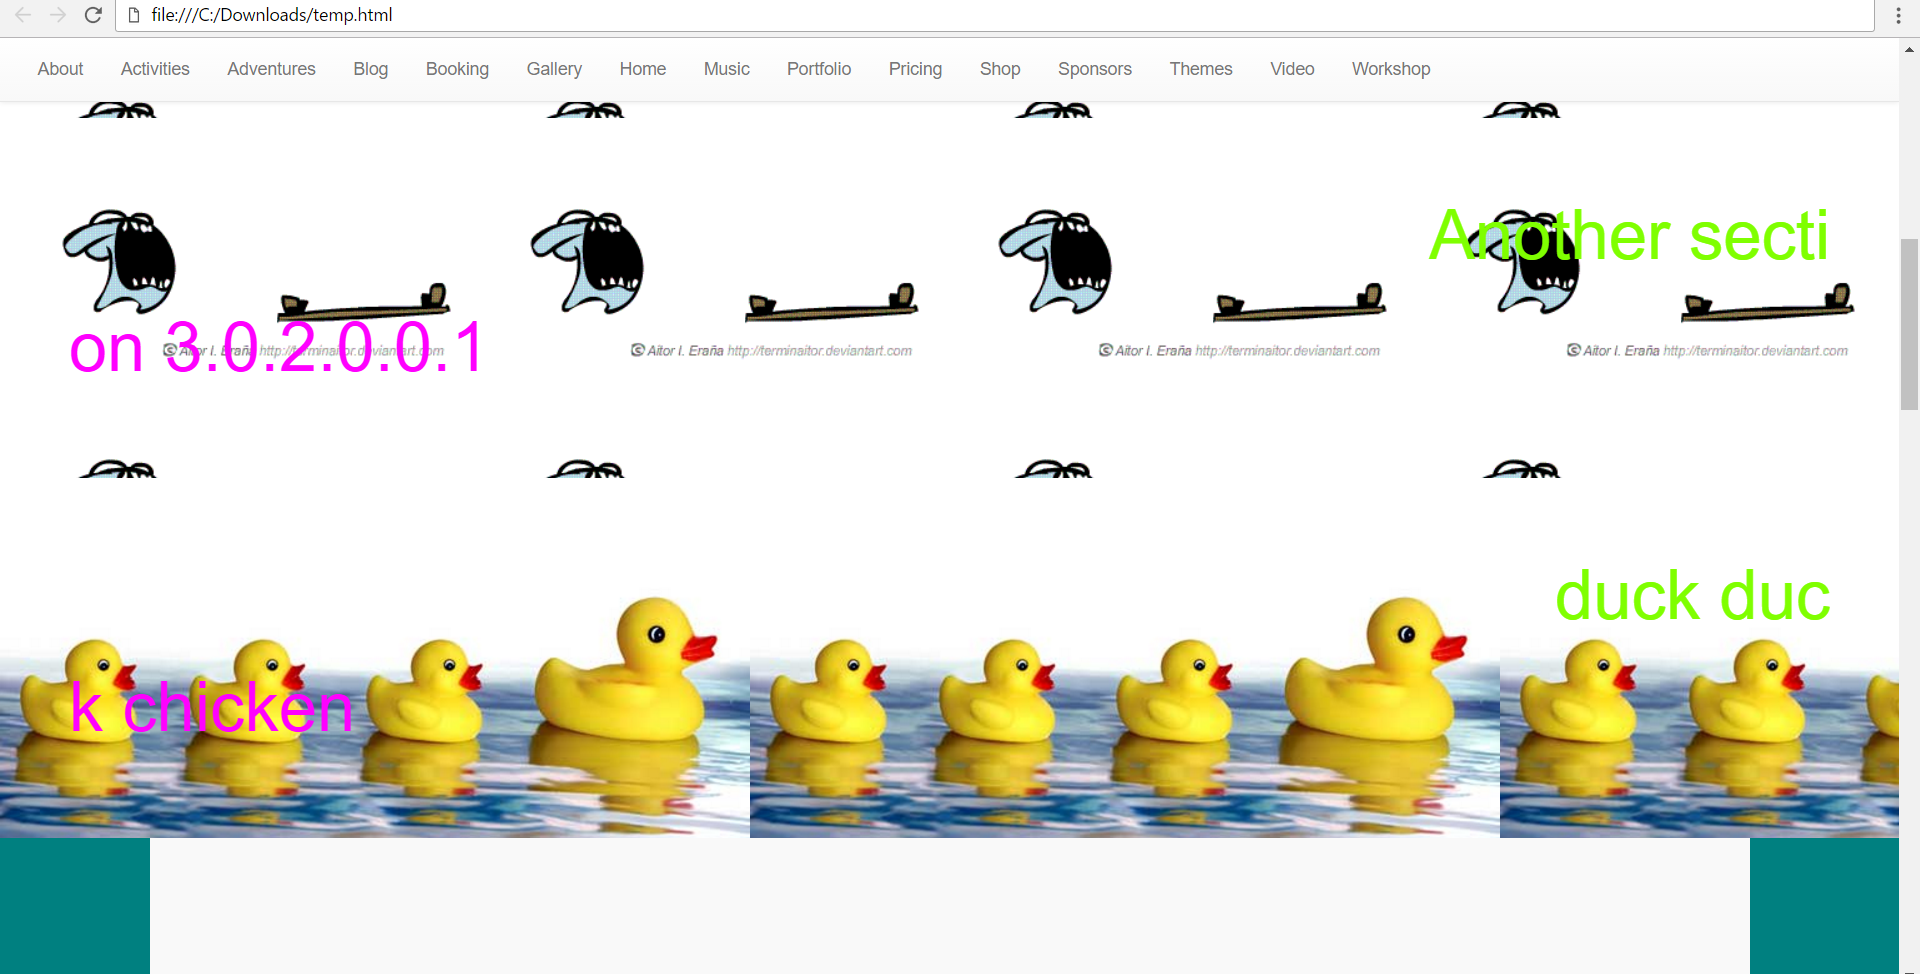 file:///C:/Downloads/temp.html
About Activities Adventures Blog Booking Gallery Home Music Portfolio Pricing Shop Sponsors Themes Video Workshop
Another secti
on 3.0.2.0.0.1
© Aitor I. Eraña http://terminaitor.deviantart.com
© Aitor I. Eraña http://terminaitor.deviantart.com
© Aitor I. Eraña http://terminaitor.deviantart.com
© Aitor I. Eraña http://terminaitor.deviantart.com
duck duc
k chicken